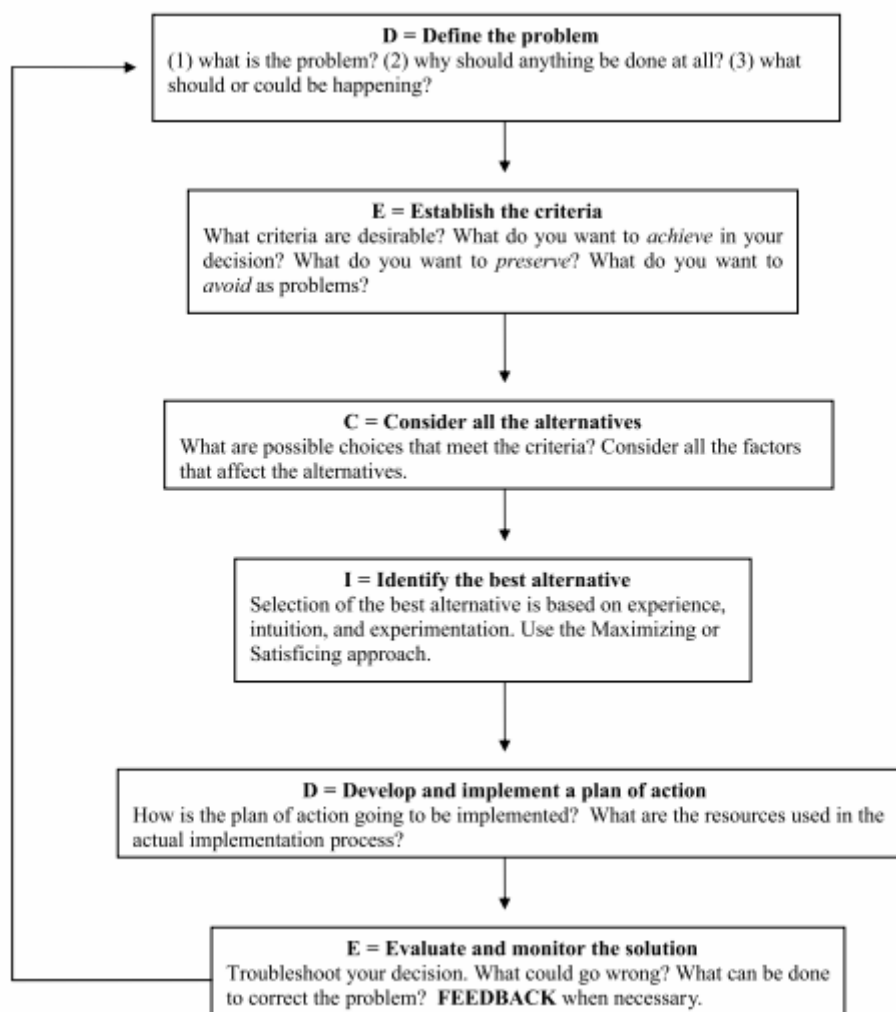 D = Define the problem
(1) what is the problem? (2) why should anything be done at all? (3) what
should or could be happening?
E = Establish the criteria
What criteria are desirable? What do you want to achieve in your
decision? What do you want to preserve? What do you want to
avoid as problems?
C = Consider all the alternatives
What are possible choices that meet the criteria? Consider all the factors
that affect the alternatives.
I = Identify the best alternative
Selection of the best alternative is based on experience,
intuition, and experimentation. Use the Maximizing or
Satisficing approach.
D = Develop and implement a plan of action
How is the plan of action going to be implemented? What are the resources used in the
actual implementation process?
E = Evaluate and monitor the solution
Troubleshoot your decision. What could go wrong? What can be done
to correct the problem? FEEDBACK when necessary.